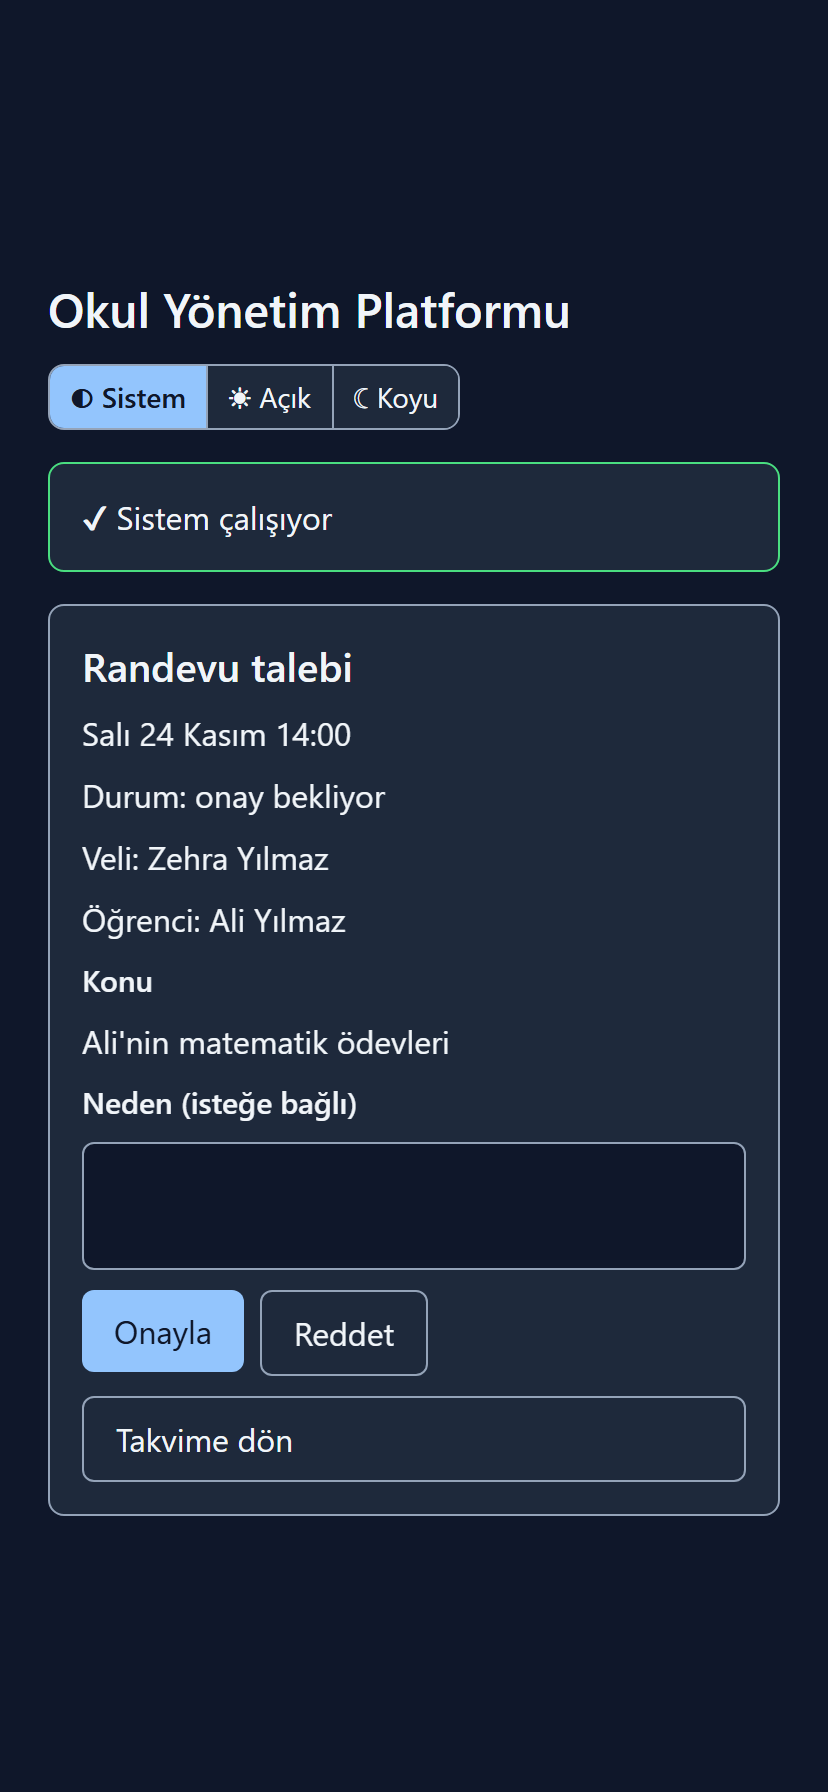 Okul Yönetim Platformu
◐ Sistem ☀ Açık ☾ Koyu
✓ Sistem çalışıyor
Randevu talebi
Salı 24 Kasım 14:00
Durum: onay bekliyor
Veli: Zehra Yılmaz
Öğrenci: Ali Yılmaz
Konu
Ali'nin matematik ödevleri
Neden (isteğe bağlı)
Onayla Reddet
Takvime dön